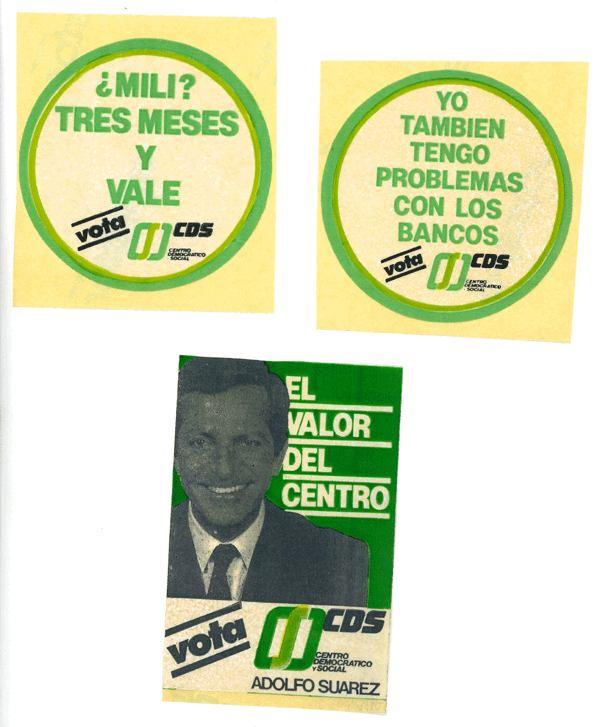 ¿MILI?
TRES MESES
Y
VALE
vota CDS
CENTRO
DEMOCRATICO
SOCIAL
YO
TAMBIEN
TENGO
PROBLEMAS
CON LOS
BANCOS
vota CDS
CENTRO
DEMOCRATICO
SOCIAL
EL
VALOR
DEL
CENTRO
vota CDS
CENTRO
DEMOCRATICO
Y SOCIAL
ADOLFO SUAREZ